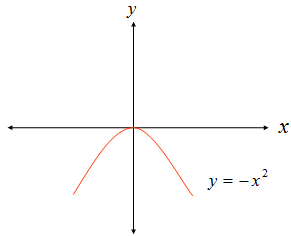 y
x
y = −x²